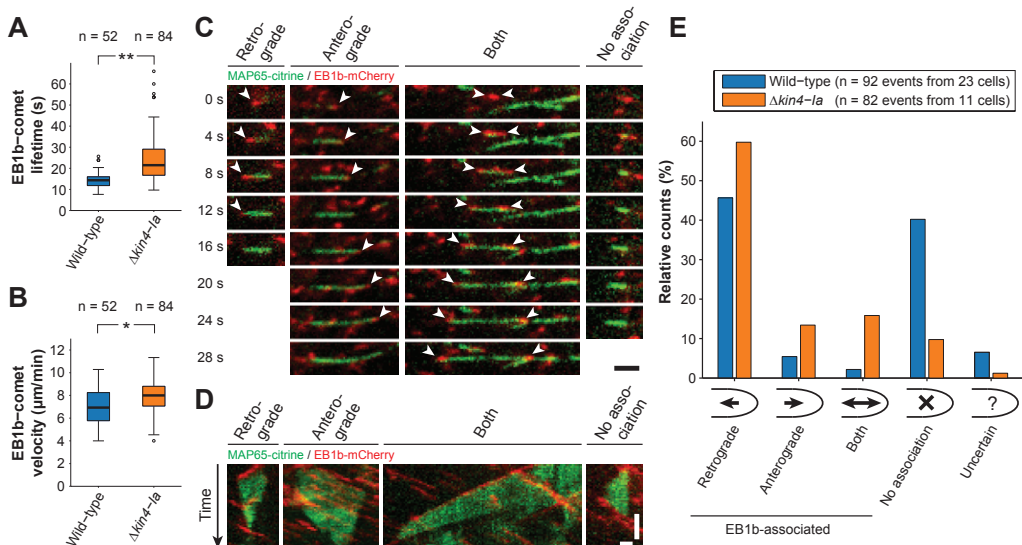 A
n = 52 n = 84
**
EB1b−comet
lifetime (s)
60
50
40
30
20
10
0
Wild−type
Δkin4−Ia
B
n = 52 n = 84
*
EB1b−comet
velocity (μm/min)
12
10
8
6
4
2
0
Wild−type
Δkin4−Ia
C
Retro-
grade
Antero-
grade
Both
No asso-
ciation
MAP65-citrine / EB1b-mCherry
0 s
4 s
8 s
12 s
16 s
20 s
24 s
28 s
D
Retro-
grade
Antero-
grade
Both
No asso-
ciation
MAP65-citrine / EB1b-mCherry
Time
E
Wild−type (n = 92 events from 23 cells)
Δkin4−Ia (n = 82 events from 11 cells)
Relative counts (%)
60
50
40
30
20
10
0
?
Retrograde
Anterograde
Both
No association
Uncertain
EB1b-associated